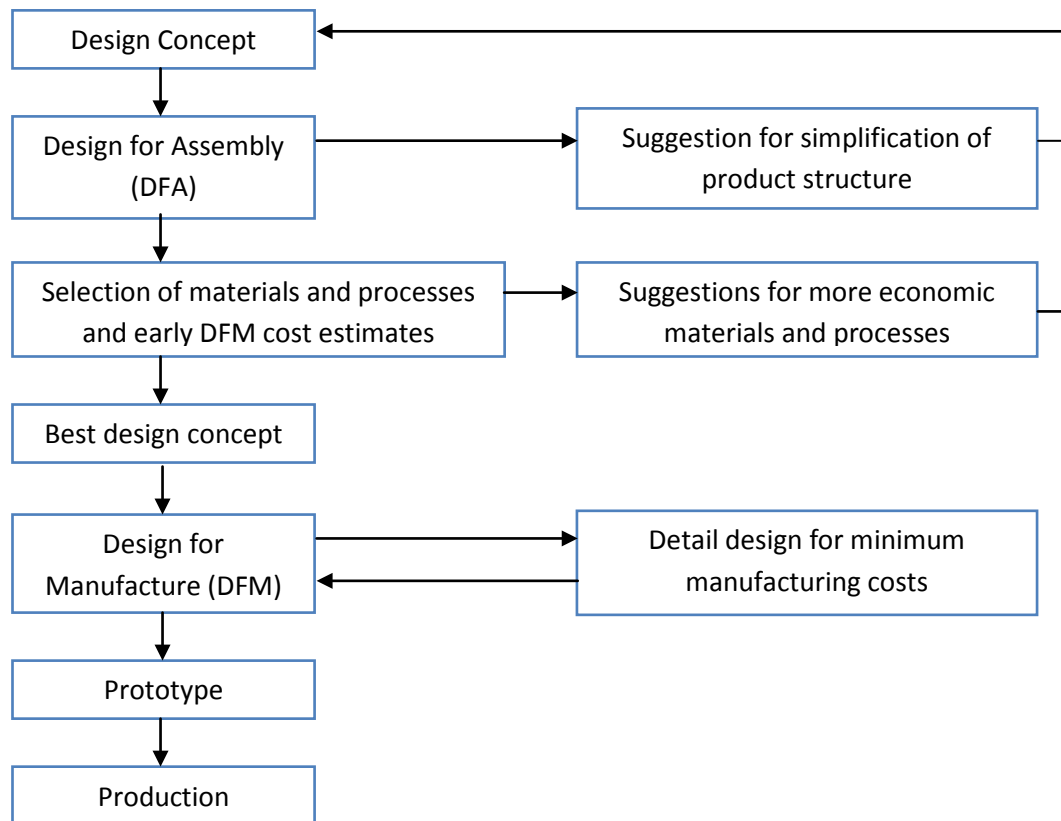 Design Concept
Design for Assembly
(DFA)
Suggestion for simplification of
product structure
Selection of materials and processes
and early DFM cost estimates
Suggestions for more economic
materials and processes
Best design concept
Design for
Manufacture (DFM)
Detail design for minimum
manufacturing costs
Prototype
Production